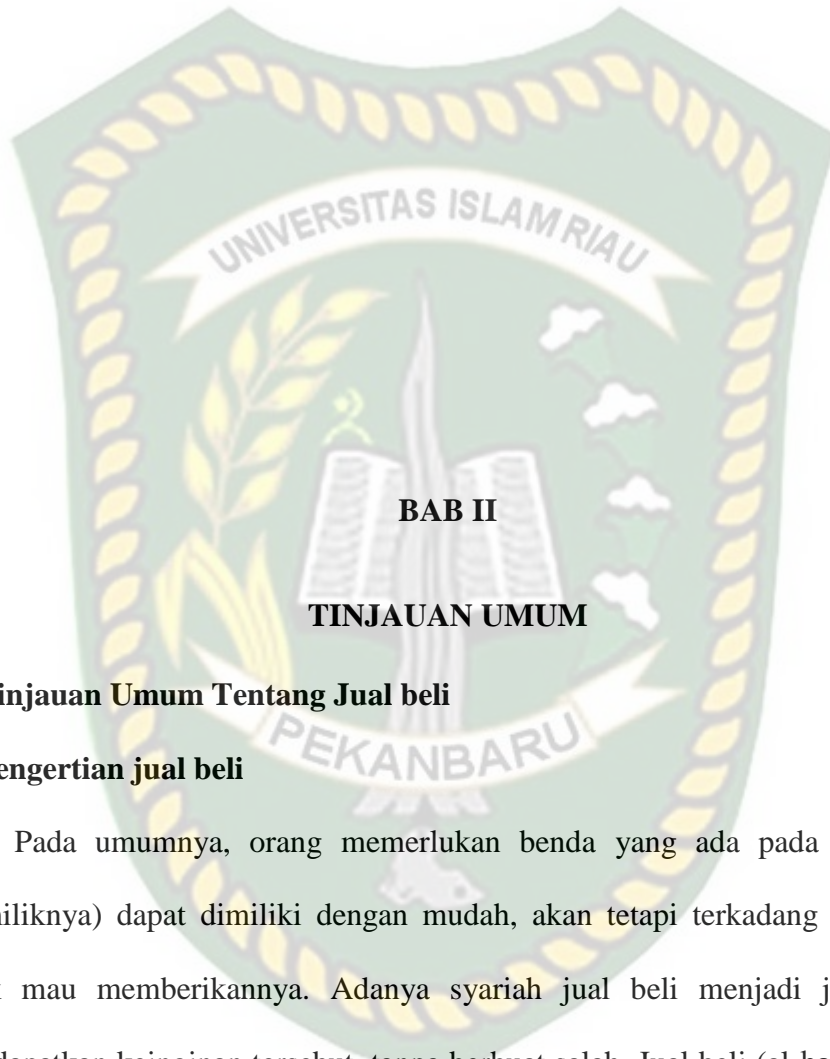 UNIVERSITAS ISLAM RIAU
BAB II
TINJAUAN UMUM
injauan Umum Tentang Jual beli
engertian jual beli
PEKANBARU
Pada umumnya, orang memerlukan benda yang ada pada
niliknya) dapat dimiliki dengan mudah, akan tetapi terkadang
mau memberikannya. Adanya syariah jual beli menjadi j